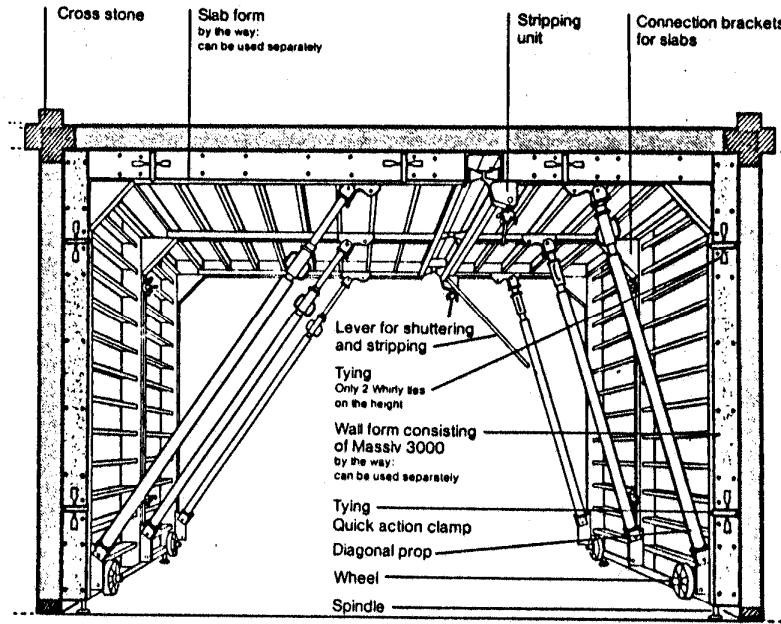 Cross stone
Slab form
by the way:
can be used separately
Stripping
unit
Connection brackets
for slabs
Lever for shuttering
and stripping
Tying
Only 2 Whirly ties
on the height
Wall form consisting
of Massiv 3000
by the way:
can be used separately
Tying
Quick action clamp
Diagonal prop
Wheel
Spindle